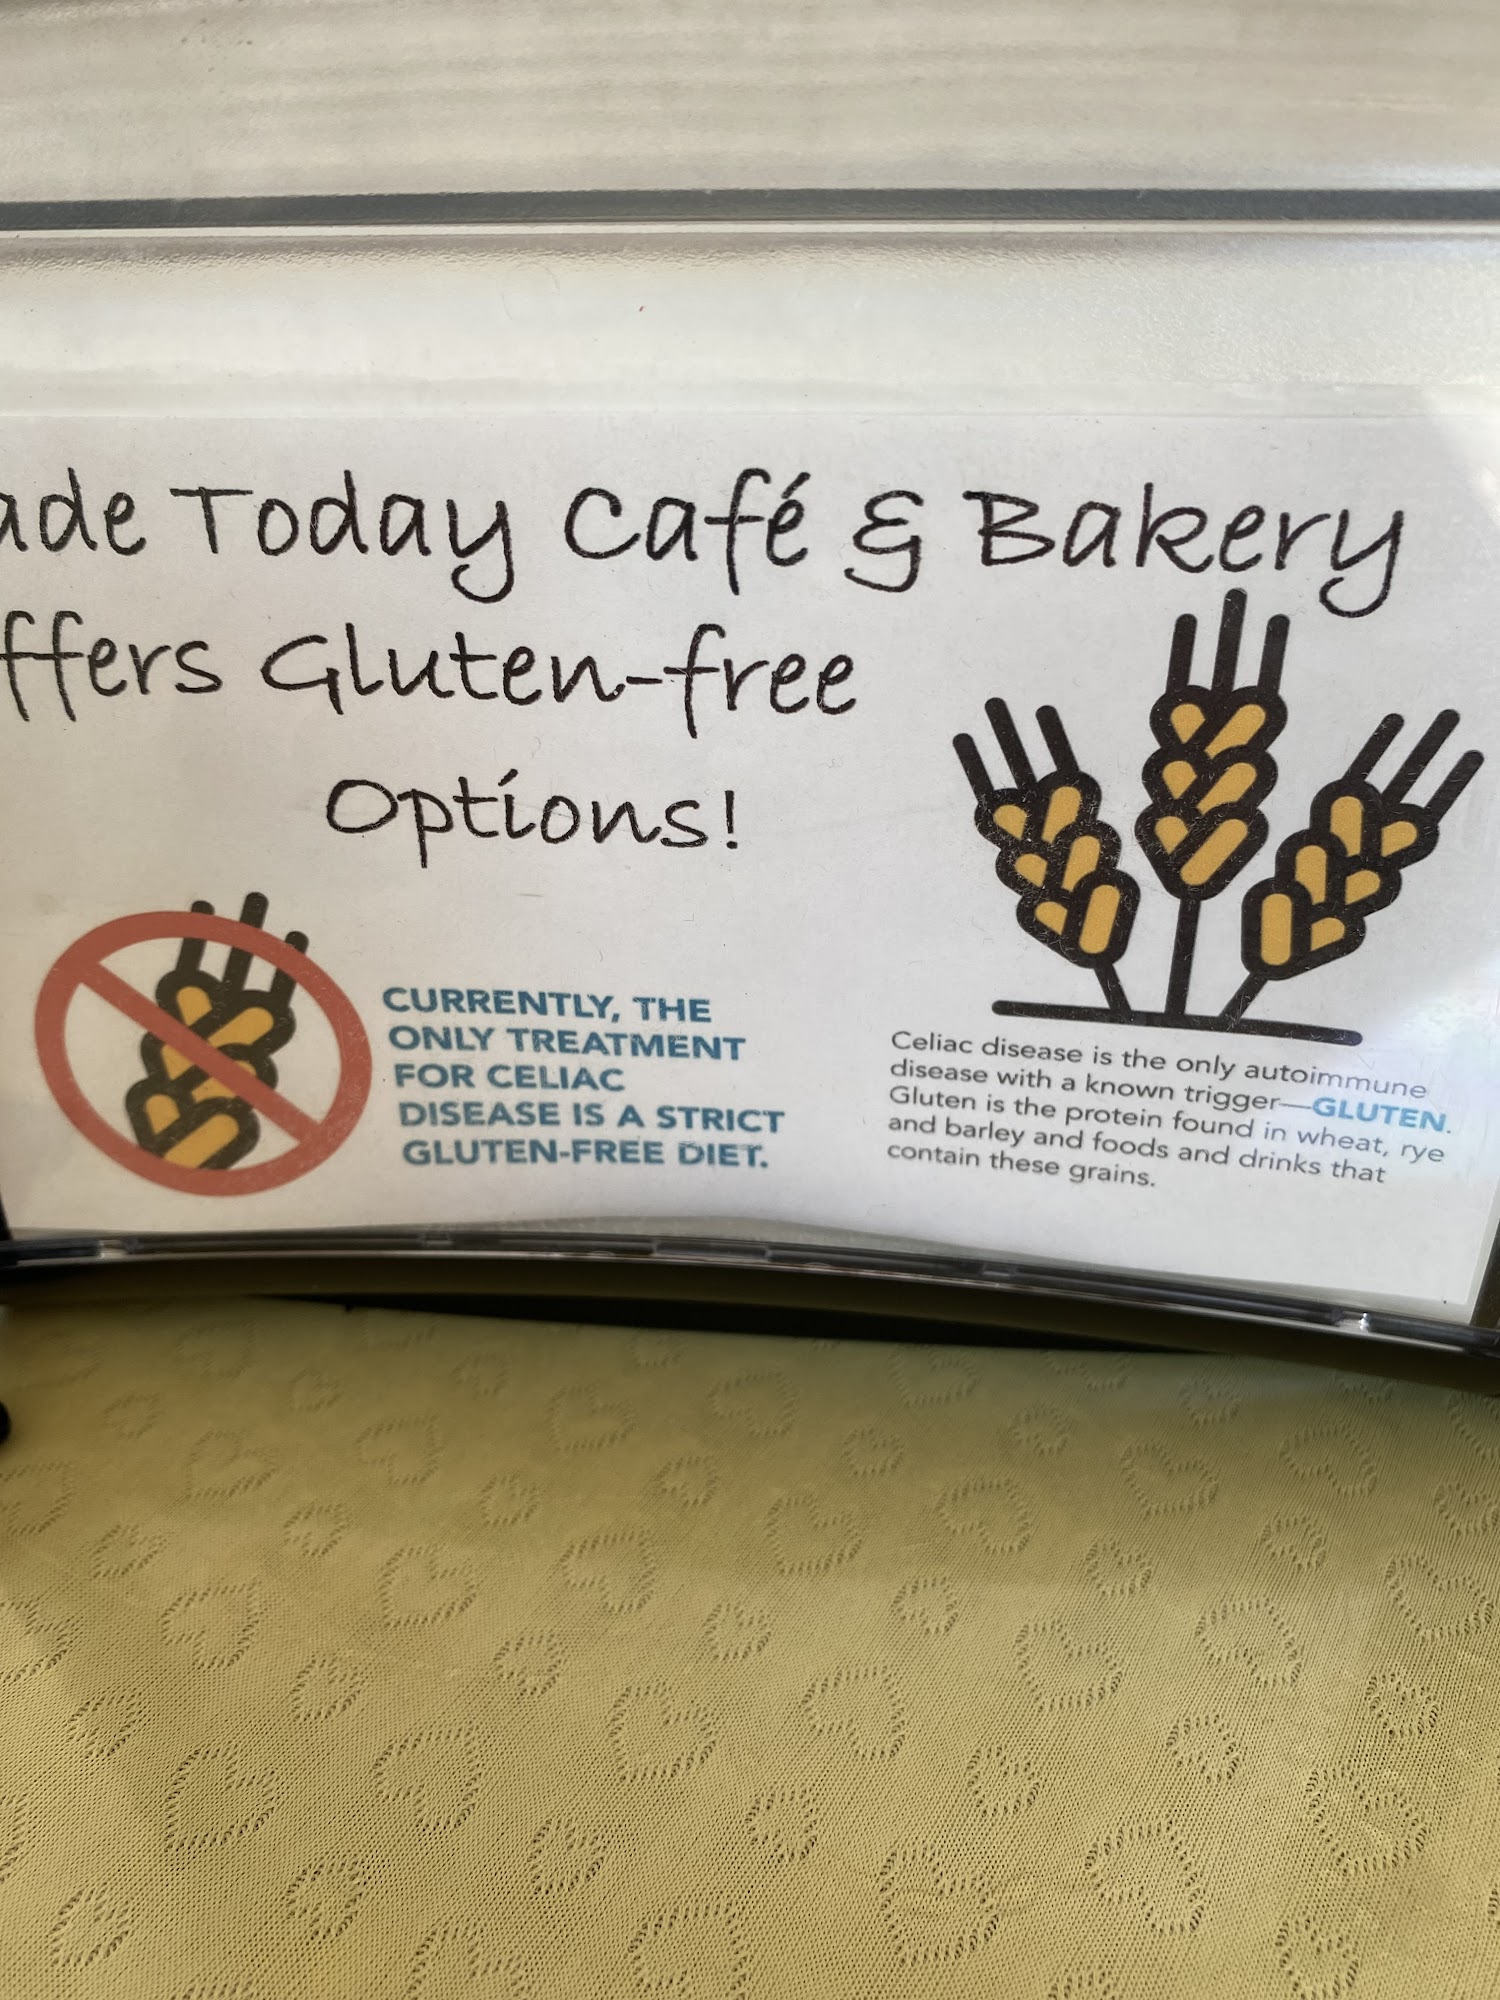 ade Today Café & Bakery
ffers Gluten-free
Options!
CURRENTLY, THE
ONLY TREATMENT
FOR CELIAC
DISEASE IS A STRICT
GLUTEN-FREE DIET.
Celiac disease is the only autoimmune
disease with a known trigger—GLUTEN.
Gluten is the protein found in wheat, rye
and barley and foods and drinks that
contain these grains.